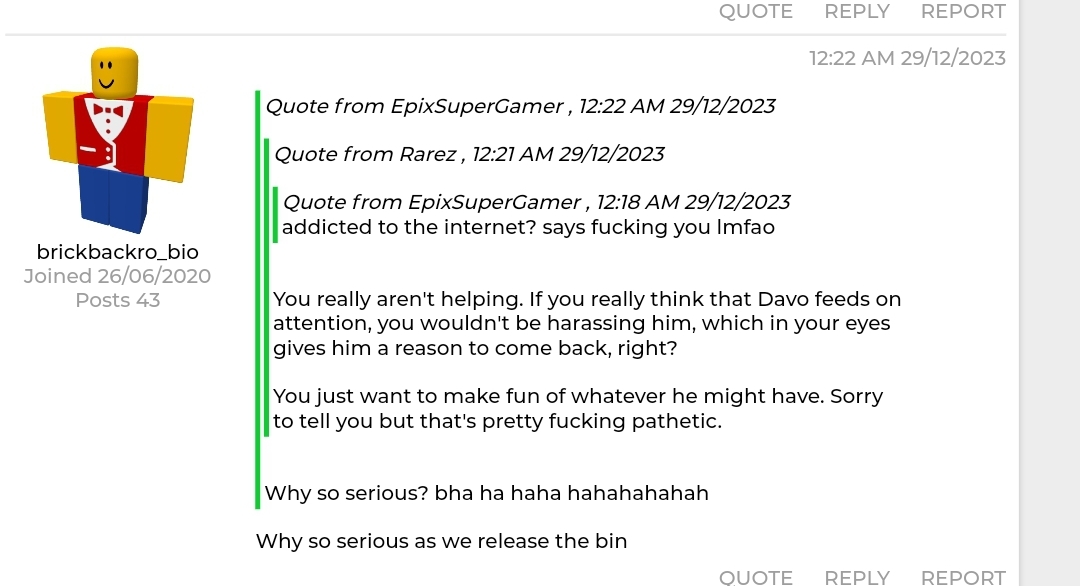 QUOTE REPLY REPORT
12:22 AM 29/12/2023
brickbackro_bio
Joined 26/06/2020
Posts 43
Quote from EpixSuperGamer , 12:22 AM 29/12/2023
Quote from Rarez , 12:21 AM 29/12/2023
Quote from EpixSuperGamer , 12:18 AM 29/12/2023
addicted to the internet? says fucking you lmfao
You really aren't helping. If you really think that Davo feeds on
attention, you wouldn't be harassing him, which in your eyes
gives him a reason to come back, right?
You just want to make fun of whatever he might have. Sorry
to tell you but that's pretty fucking pathetic.
Why so serious? bha ha haha hahahahahah
Why so serious as we release the bin
QUOTE REPLY REPORT